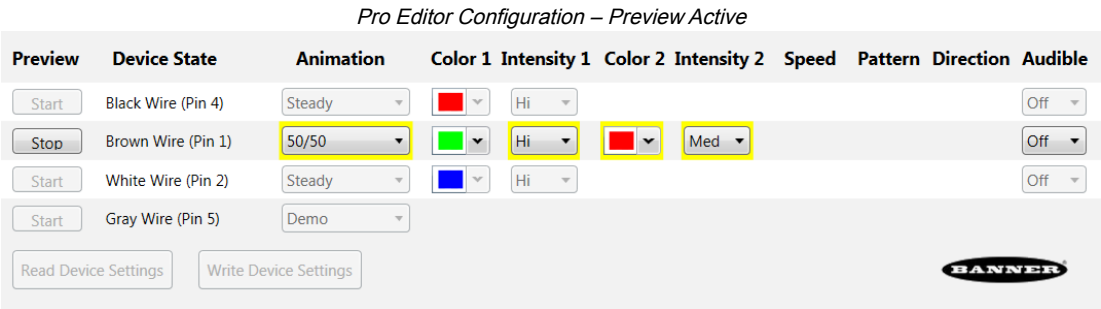 Pro Editor Configuration – Preview Active
Preview Device State Animation Color 1 Intensity 1 Color 2 Intensity 2 Speed Pattern Direction Audible
Start Black Wire (Pin 4) Steady Hi Off
Stop Brown Wire (Pin 1) 50/50 Hi Med Off
Start White Wire (Pin 2) Steady Hi Off
Start Gray Wire (Pin 5) Demo
Read Device Settings Write Device Settings BANNER